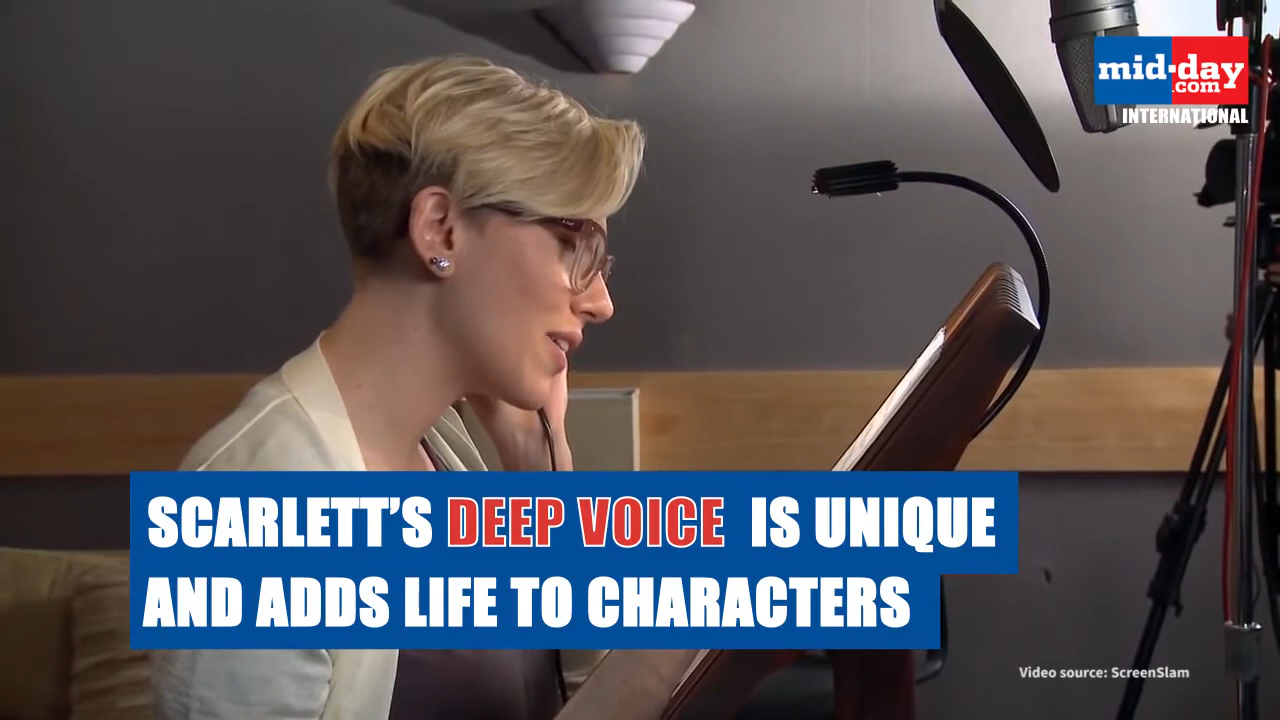 mid-day
.com
INTERNATIONAL
SCARLETT'S DEEP VOICE IS UNIQUE
AND ADDS LIFE TO CHARACTERS
Video source: ScreenSlam